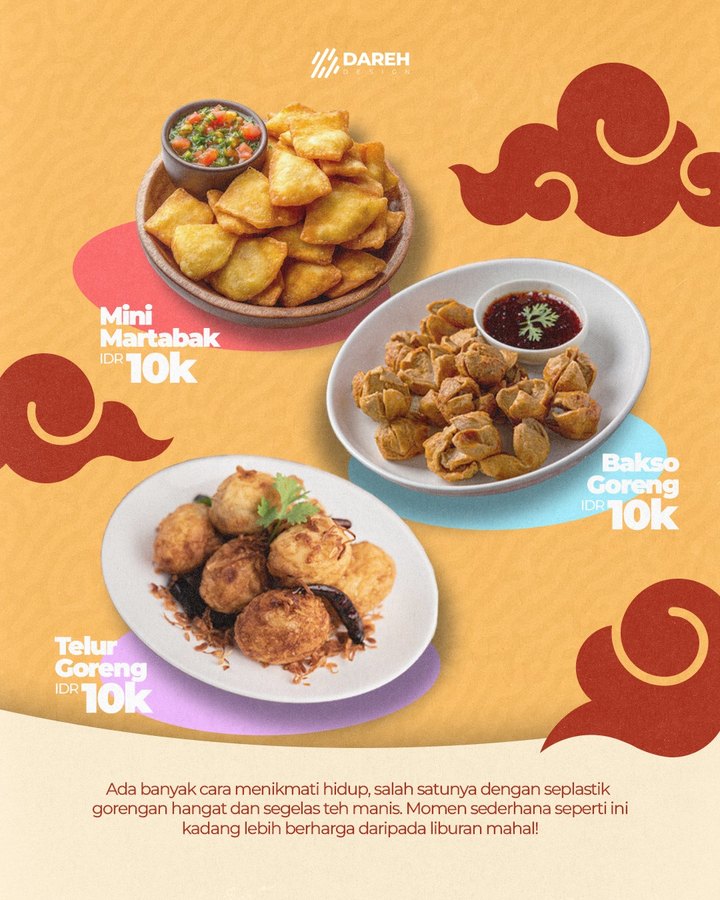 DAREH
DESIGN
Mini
Martabak
IDR 10k
Bakso
Goreng
IDR 10k
Telur
Goreng
IDR 10k
Ada banyak cara menikmati hidup, salah satunya dengan seplastik
gorengan hangat dan segelas teh manis. Momen sederhana seperti ini
kadang lebih berharga daripada liburan mahal!